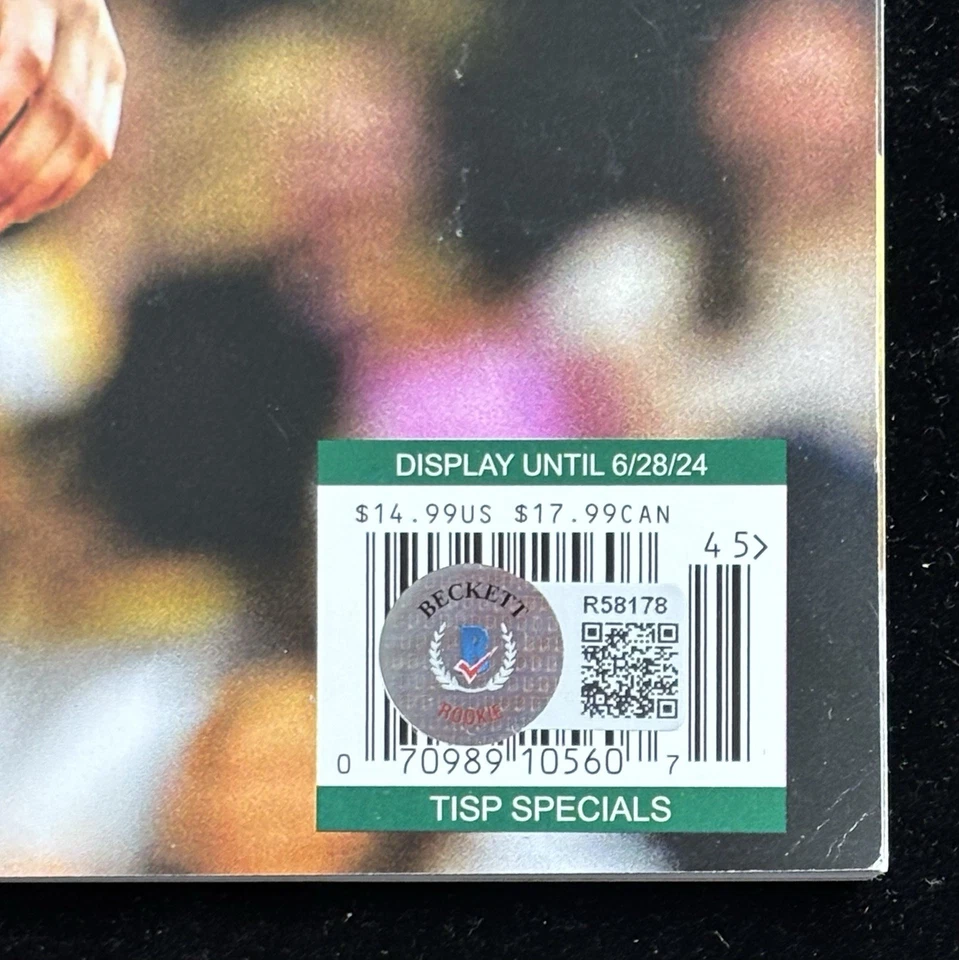 DISPLAY UNTIL 6/28/24
$14.99US $17.99CAN
45>
BECKETT
B
ROOKIE
R58178
0 70989 10560 7
TISP SPECIALS